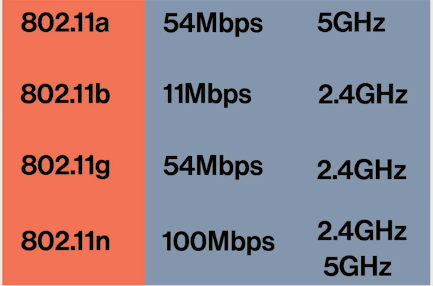 802.11a 54Mbps 5GHz
802.11b 11Mbps 2.4GHz
802.11g 54Mbps 2.4GHz
802.11n 100Mbps 2.4GHz
5GHz